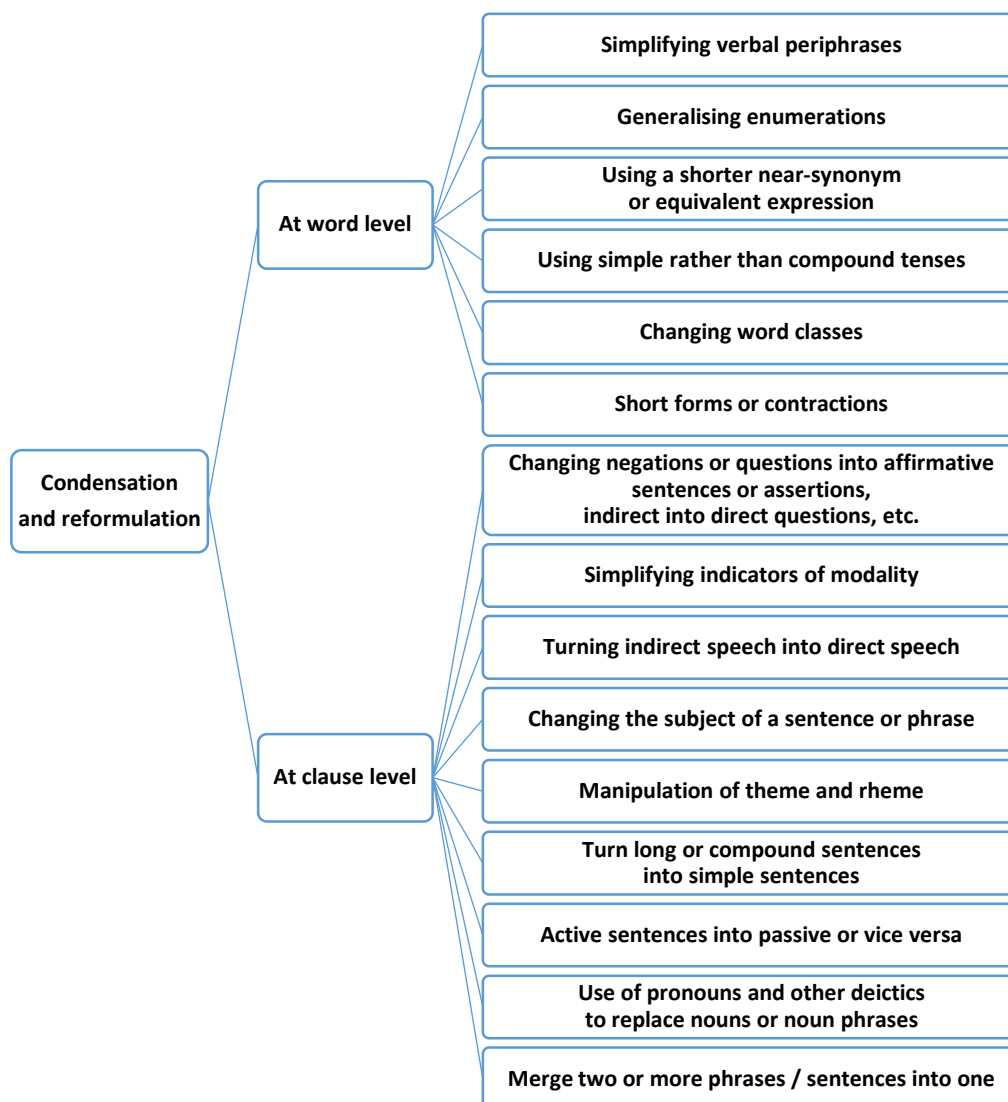 Condensation
and reformulation
At word level
Simplifying verbal periphrases
Generalising enumerations
Using a shorter near-synonym
or equivalent expression
Using simple rather than compound tenses
Changing word classes
Short forms or contractions
At clause level
Changing negations or questions into affirmative
sentences or assertions,
indirect into direct questions, etc.
Simplifying indicators of modality
Turning indirect speech into direct speech
Changing the subject of a sentence or phrase
Manipulation of theme and rheme
Turn long or compound sentences
into simple sentences
Active sentences into passive or vice versa
Use of pronouns and other deictics
to replace nouns or noun phrases
Merge two or more phrases / sentences into one